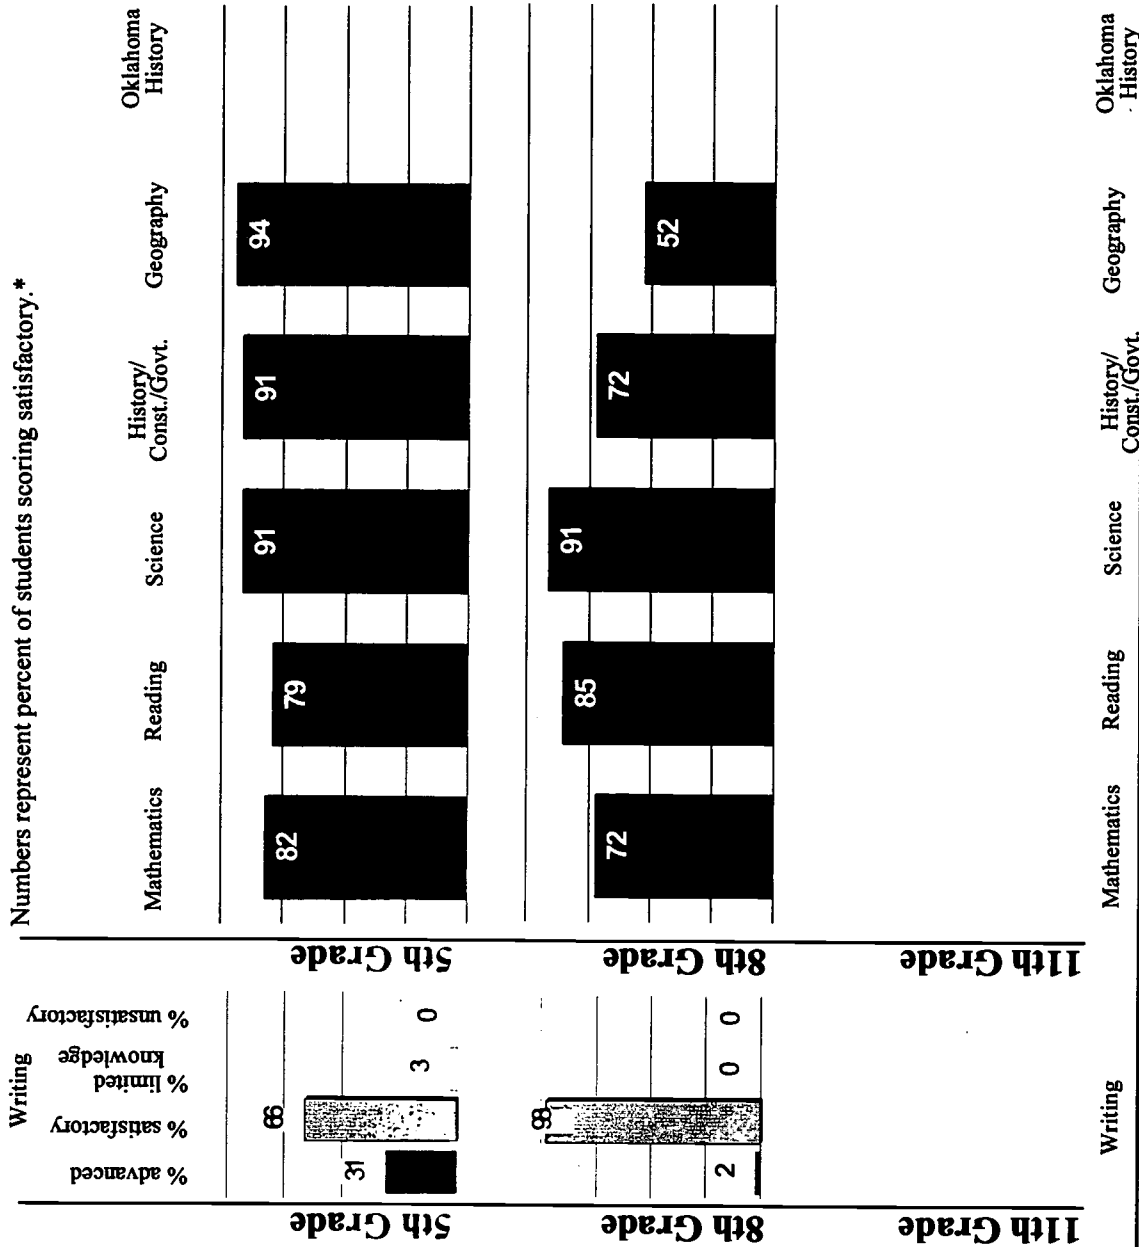 Numbers represent percent of students scoring satisfactory.*
Writing
% advanced
% satisfactory
% limited
knowledge
% unsatisfactory
Mathematics
Reading
Science
History/
Const./Govt.
Geography
Oklahoma
History
5th Grade
31
66
3
0
5th Grade
82
79
91
91
94
8th Grade
2
98
0
0
8th Grade
72
85
91
72
52
11th Grade
11th Grade
Writing
Mathematics
Reading
Science
History/
Const./Govt.
Geography
Oklahoma
History